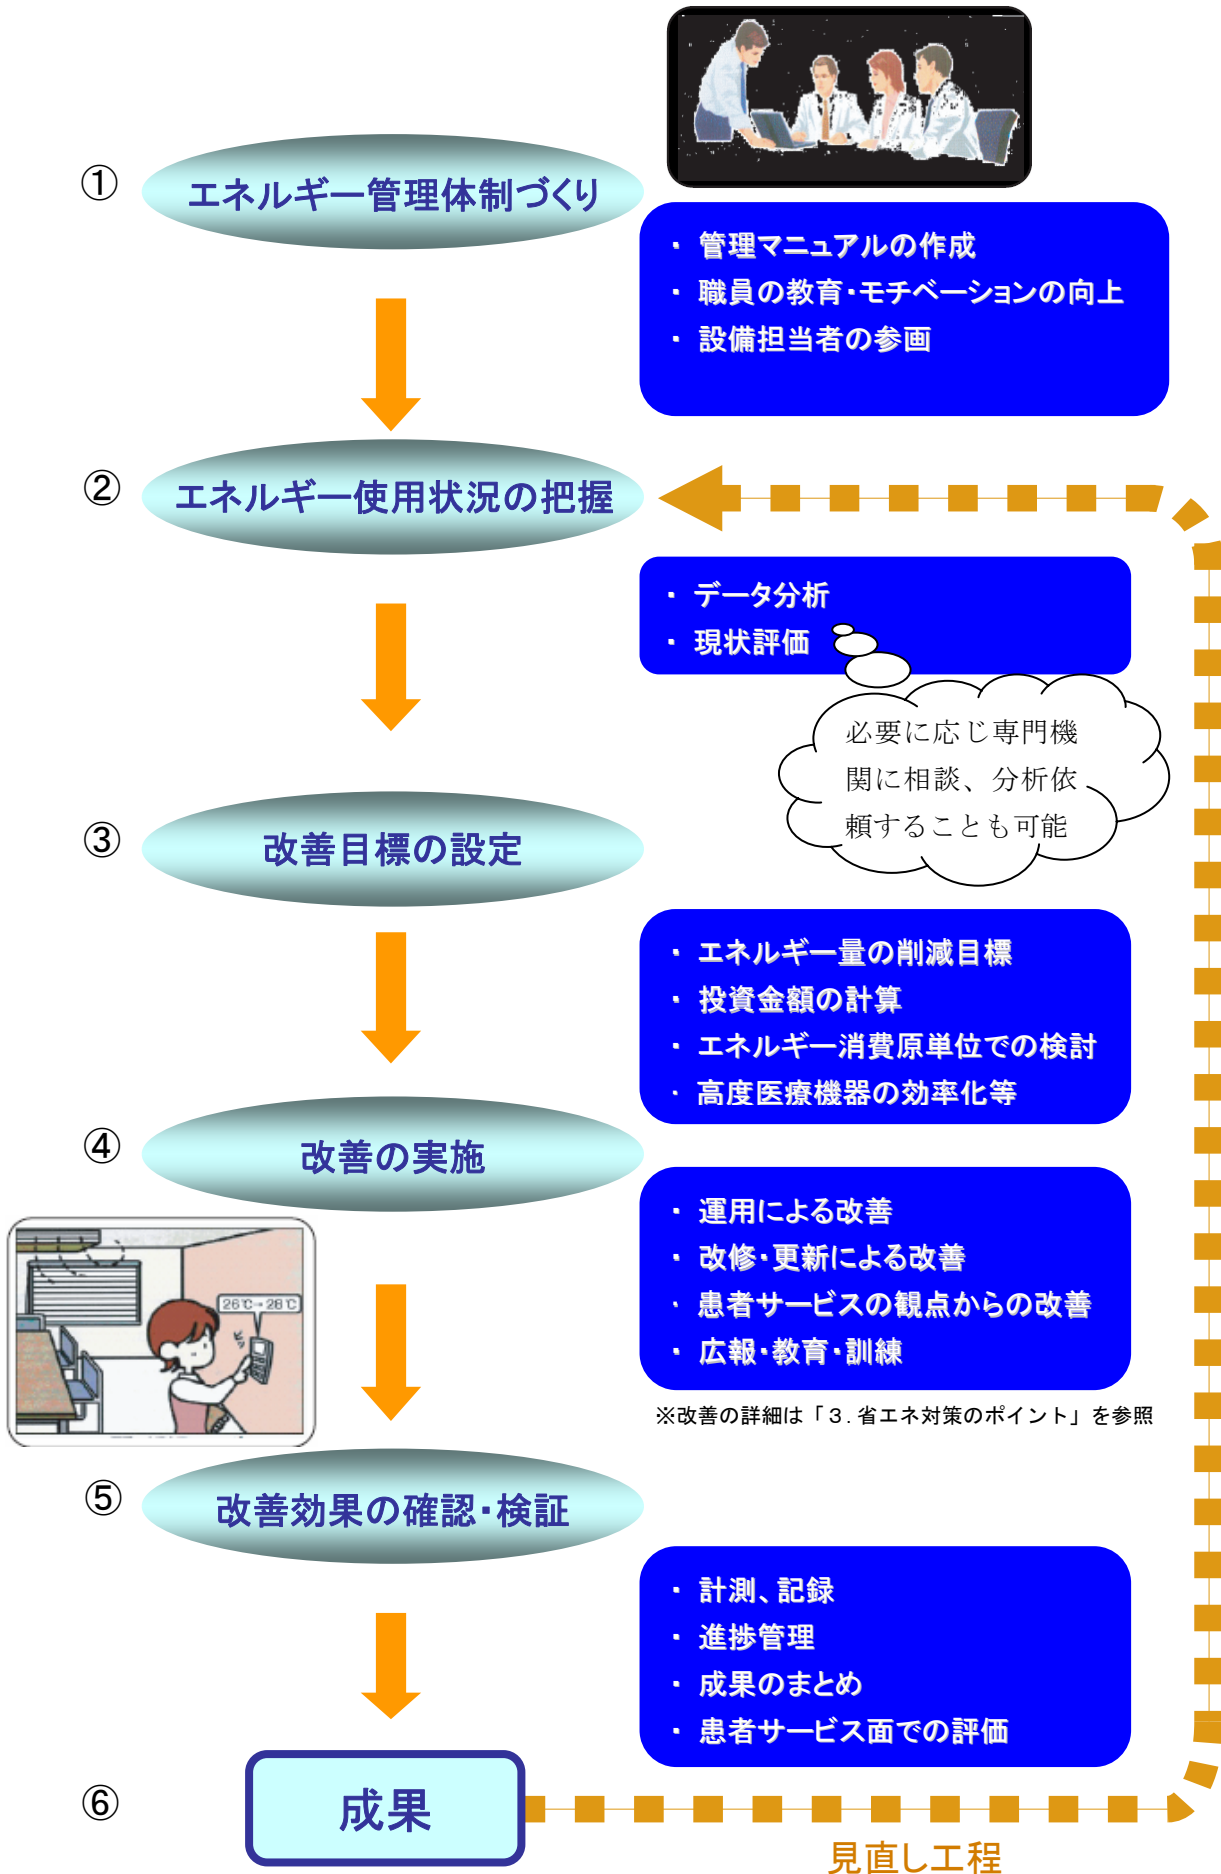 ①
エネルギー管理体制づくり
・ 管理マニュアルの作成
・ 職員の教育・モチベーションの向上
・ 設備担当者の参画
②
エネルギー使用状況の把握
・ データ分析
・ 現状評価
必要に応じ専門機
関に相談、分析依
頼することも可能
③
改善目標の設定
・ エネルギー量の削減目標
・ 投資金額の計算
・ エネルギー消費原単位での検討
・ 高度医療機器の効率化等
④
改善の実施
・ 運用による改善
・ 改修・更新による改善
・ 患者サービスの観点からの改善
・ 広報・教育・訓練
※改善の詳細は「３．省エネ対策のポイント」を参照
26℃→28℃
ピッ
⑤
改善効果の確認・検証
・ 計測、記録
・ 進捗管理
・ 成果のまとめ
・ 患者サービス面での評価
⑥
成果
見直し工程